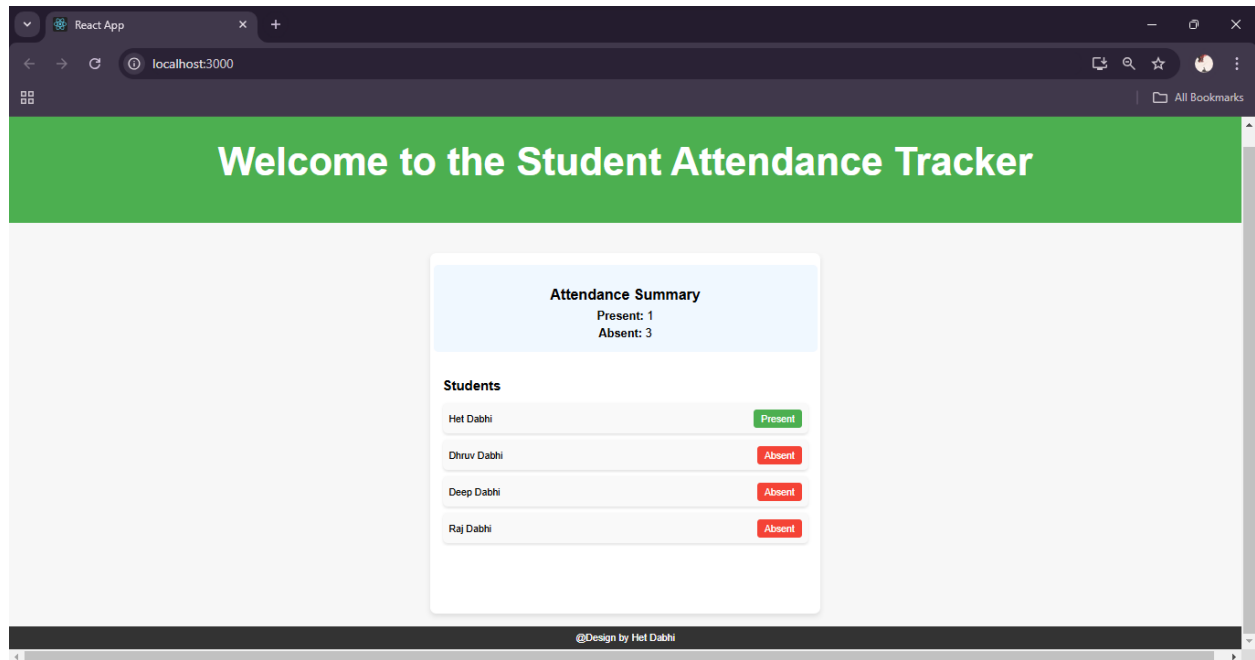 React App
localhost:3000
All Bookmarks
Welcome to the Student Attendance Tracker
Attendance Summary
Present: 1
Absent: 3
Students
Het Dabhi Present
Dhruv Dabhi Absent
Deep Dabhi Absent
Raj Dabhi Absent
@Design by Het Dabhi